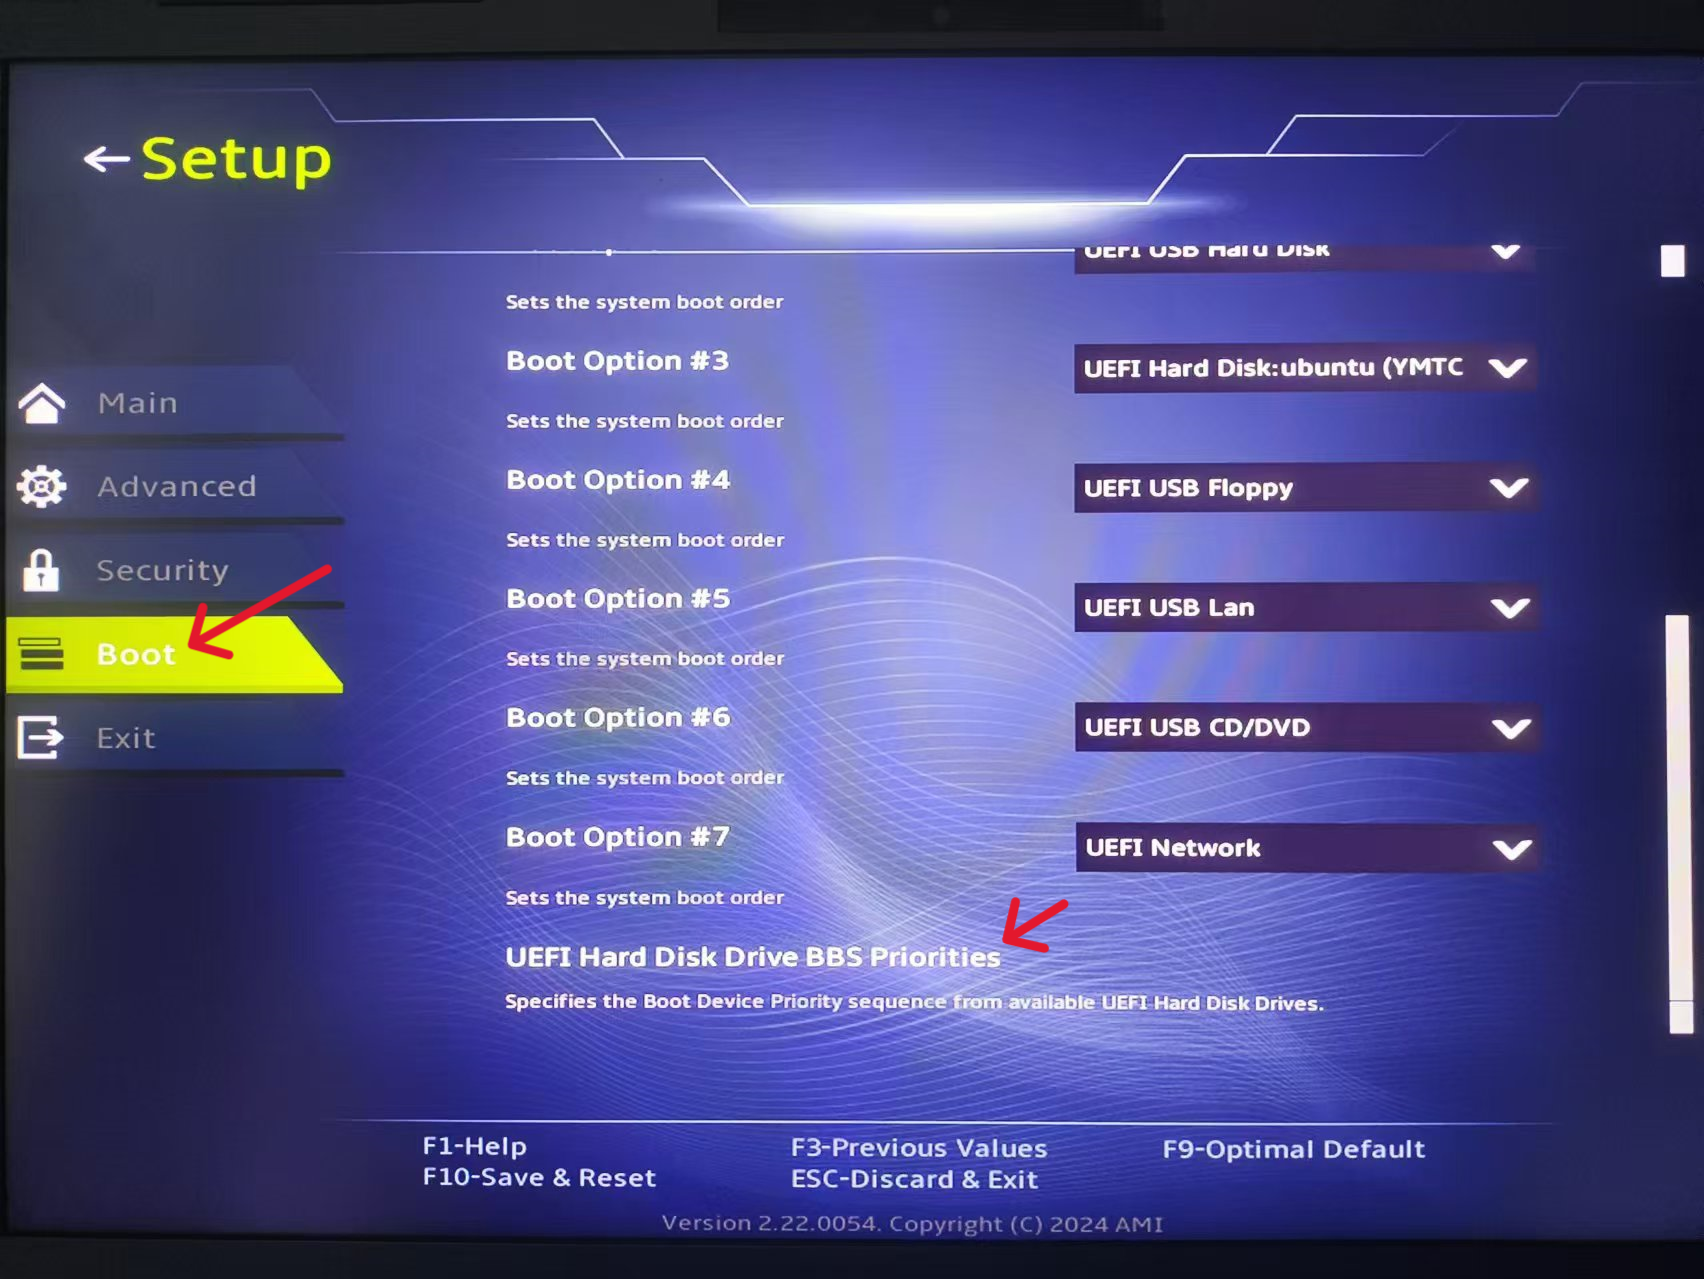 Setup
UEFI USB Hard Disk
Sets the system boot order
Boot Option #3
UEFI Hard Disk:ubuntu (YMTC
Sets the system boot order
Boot Option #4
UEFI USB Floppy
Sets the system boot order
Boot Option #5
UEFI USB Lan
Sets the system boot order
Boot Option #6
UEFI USB CD/DVD
Sets the system boot order
Boot Option #7
UEFI Network
Sets the system boot order
UEFI Hard Disk Drive BBS Priorities
Specifies the Boot Device Priority sequence from available UEFI Hard Disk Drives.
Main
Advanced
Security
Boot
Exit
F1-Help
F3-Previous Values
F9-Optimal Default
F10-Save & Reset
ESC-Discard & Exit
Version 2.22.0054. Copyright (C) 2024 AMI